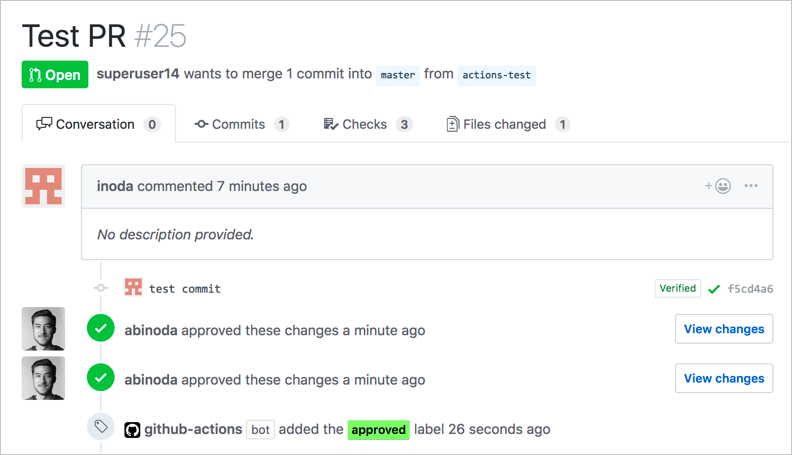 Test PR #25
Open superuser14 wants to merge 1 commit into master from actions-test
Conversation 0 Commits 1 Checks 3 Files changed 1
inoda commented 7 minutes ago
No description provided.
test commit Verified f5cd4a6
abinoda approved these changes a minute ago View changes
abinoda approved these changes a minute ago View changes
github-actions bot added the approved label 26 seconds ago